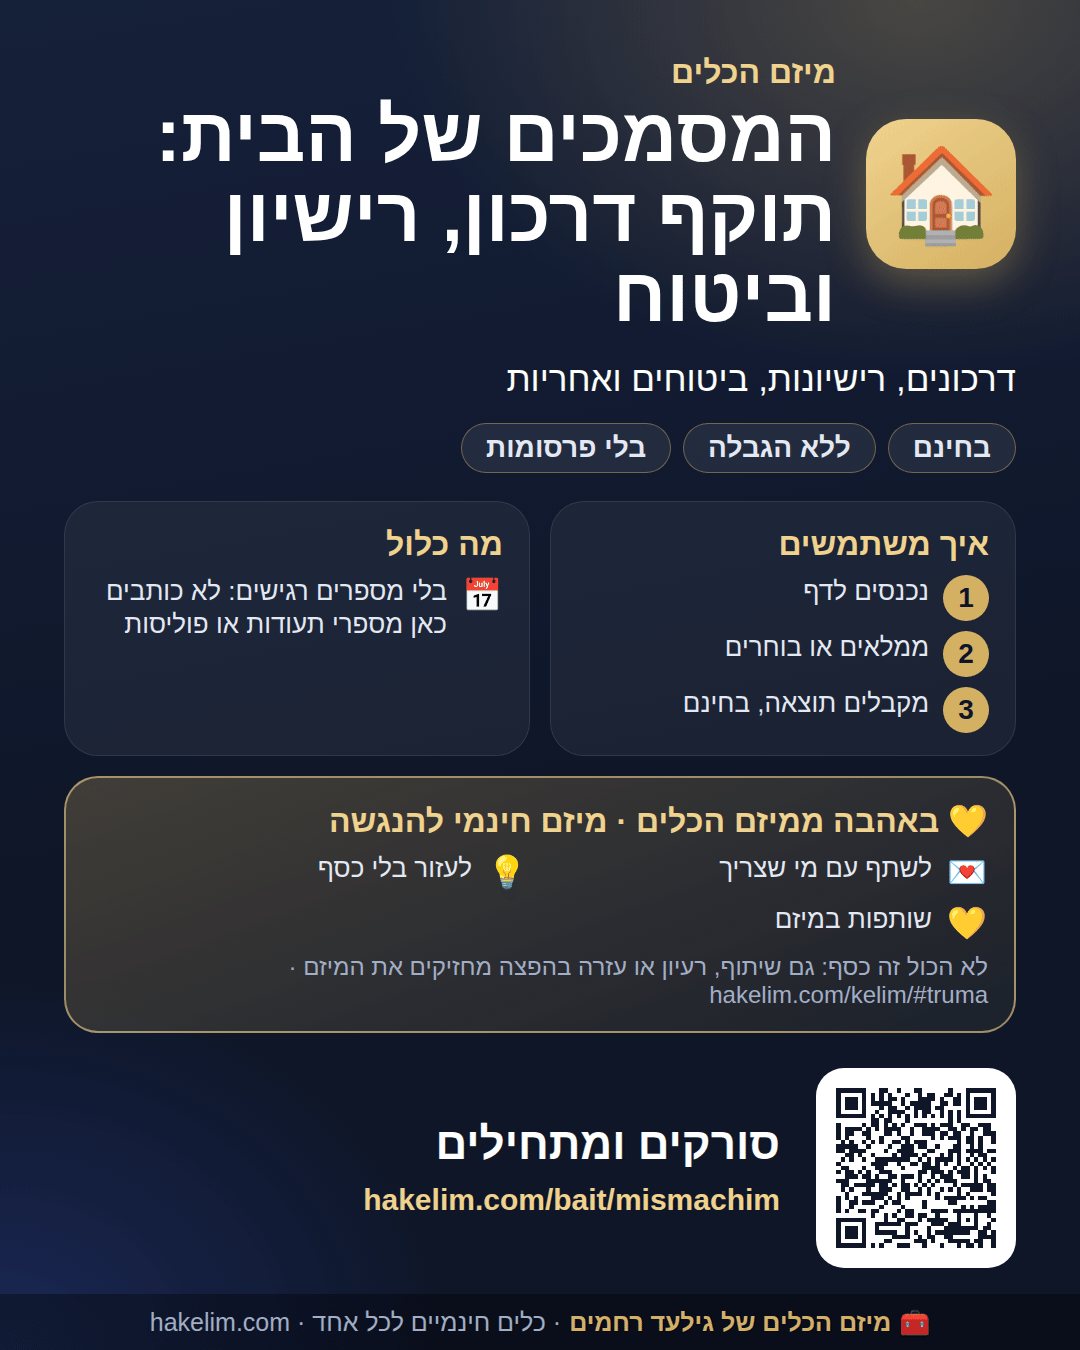 מיזם הכלים
המסמכים של הבית:
תוקף דרכון, רישיון
וביטוח
דרכונים, רישיונות, ביטוחים ואחריות
בחינם
ללא הגבלה
בלי פרסומות
איך משתמשים
1 נכנסים לדף
2 ממלאים או בוחרים
3 מקבלים תוצאה, בחינם
מה כלול
📅 בלי מספרים רגישים: לא כותבים
כאן מספרי תעודות או פוליסות
💛 באהבה ממיזם הכלים · מיזם חינמי להנגשה
💌 לשתף עם מי שצריך
💡 לעזור בלי כסף
💛 שותפות במיזם
לא הכול זה כסף: גם שיתוף, רעיון או עזרה בהפצה מחזיקים את המיזם ·
hakelim.com/kelim/#truma
סורקים ומתחילים
hakelim.com/bait/mismachim
🧰 מיזם הכלים של גילעד רחמים · כלים חינמיים לכל אחד · hakelim.com